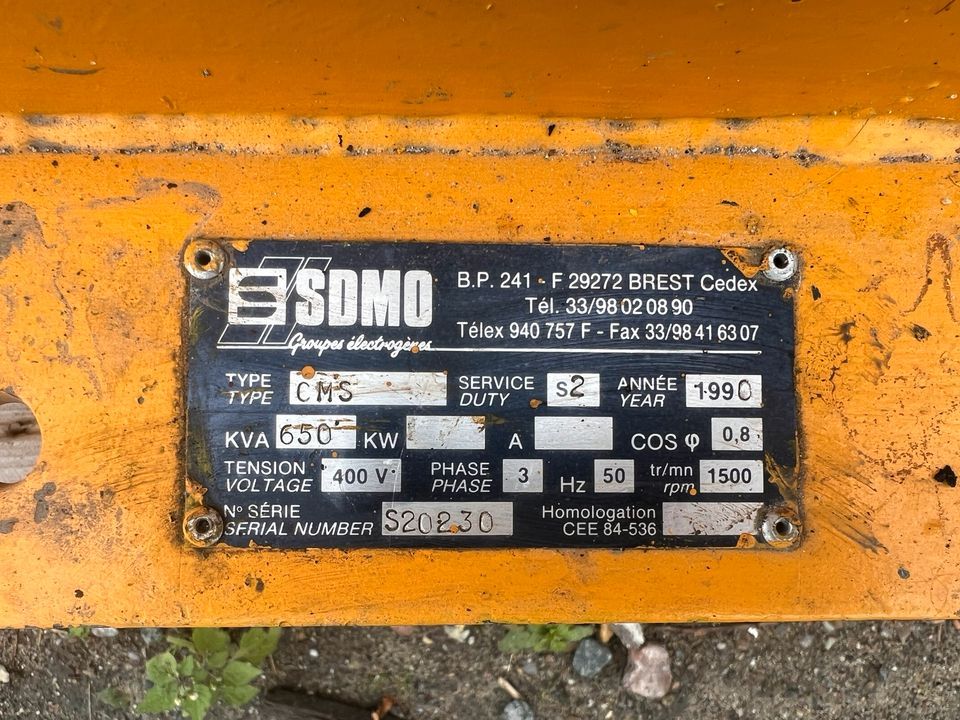 SDMO
Groupes électrogènes
B.P. 241 - F 29272 BREST Cedex
Tél. 33/98 02 08 90
Télex 940 757 F - Fax 33/98 41 63 07
TYPE CMS SERVICE S2 ANNÉE 1990
TYPE DUTY YEAR
KVA 650 KW A COS φ 0,8
TENSION 400 V PHASE 3 Hz 50 tr/mn 1500
VOLTAGE PHASE rpm
N° SÉRIE S20230 Homologation
SERIAL NUMBER CEE 84-536